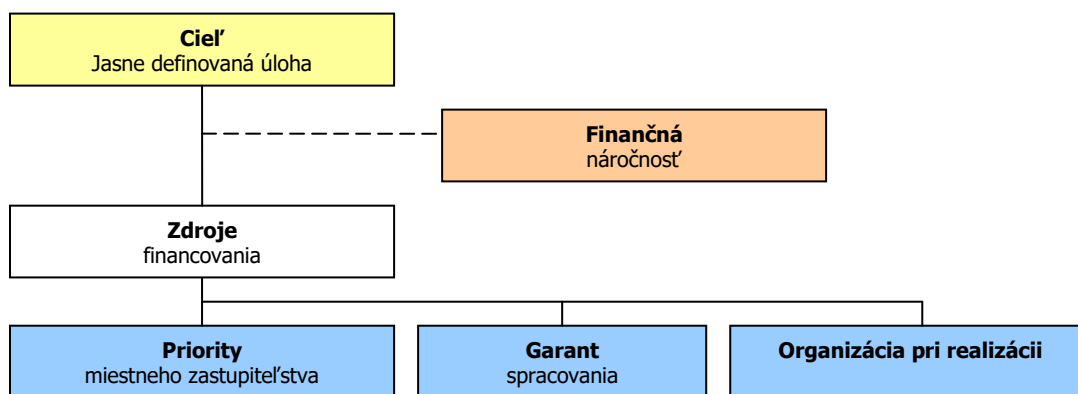 Cieľ
Jasne definovaná úloha
Finančná
náročnosť
Zdroje
financovania
Priority
miestneho zastupiteľstva
Garant
spracovania
Organizácia pri realizácii